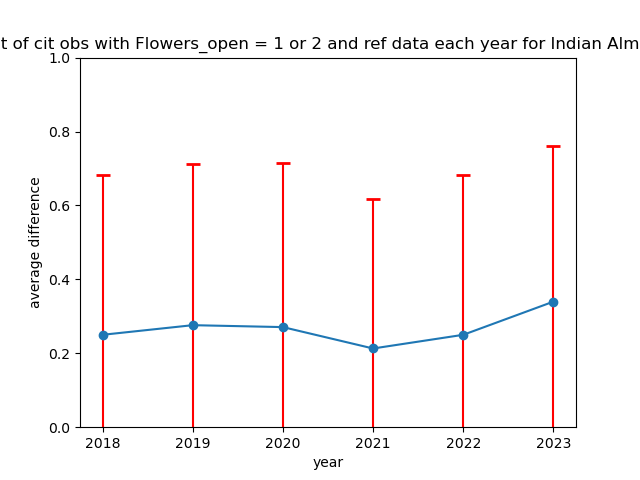 t of cit obs with Flowers_open = 1 or 2 and ref data each year for Indian Alm
1.0
0.8
0.6
0.4
0.2
0.0
average difference
2018 2019 2020 2021 2022 2023
year